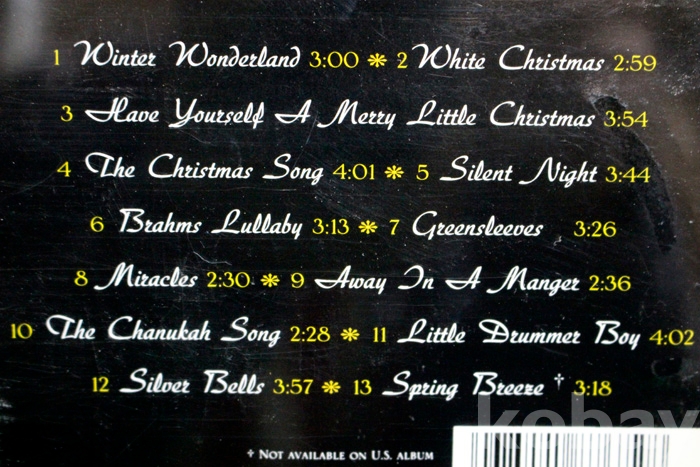 1 Winter Wonderland 3:00 ✻ 2 White Christmas 2:59
3 Have Yourself A Merry Little Christmas 3:54
4 The Christmas Song 4:01 ✻ 5 Silent Night 3:44
6 Brahms Lullaby 3:13 ✻ 7 Greensleeves 3:26
8 Miracles 2:30 ✻ 9 Away In A Manger 2:36
10 The Chanukah Song 2:28 ✻ 11 Little Drummer Boy 4:02
12 Silver Bells 3:57 ✻ 13 Spring Breeze † 3:18
kobay
† NOT AVAILABLE ON U.S. ALBUM